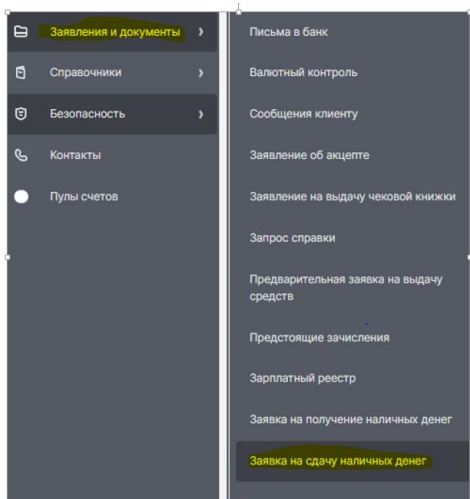 Заявления и документы
Справочники
Безопасность
Контакты
Пулы счетов
Письма в банк
Валютный контроль
Сообщения клиенту
Заявление об акцепте
Заявление на выдачу чековой книжки
Запрос справки
Предварительная заявка на выдачу
средств
Предстоящие зачисления
Зарплатный реестр
Заявка на получение наличных денег
Заявка на сдачу наличных денег